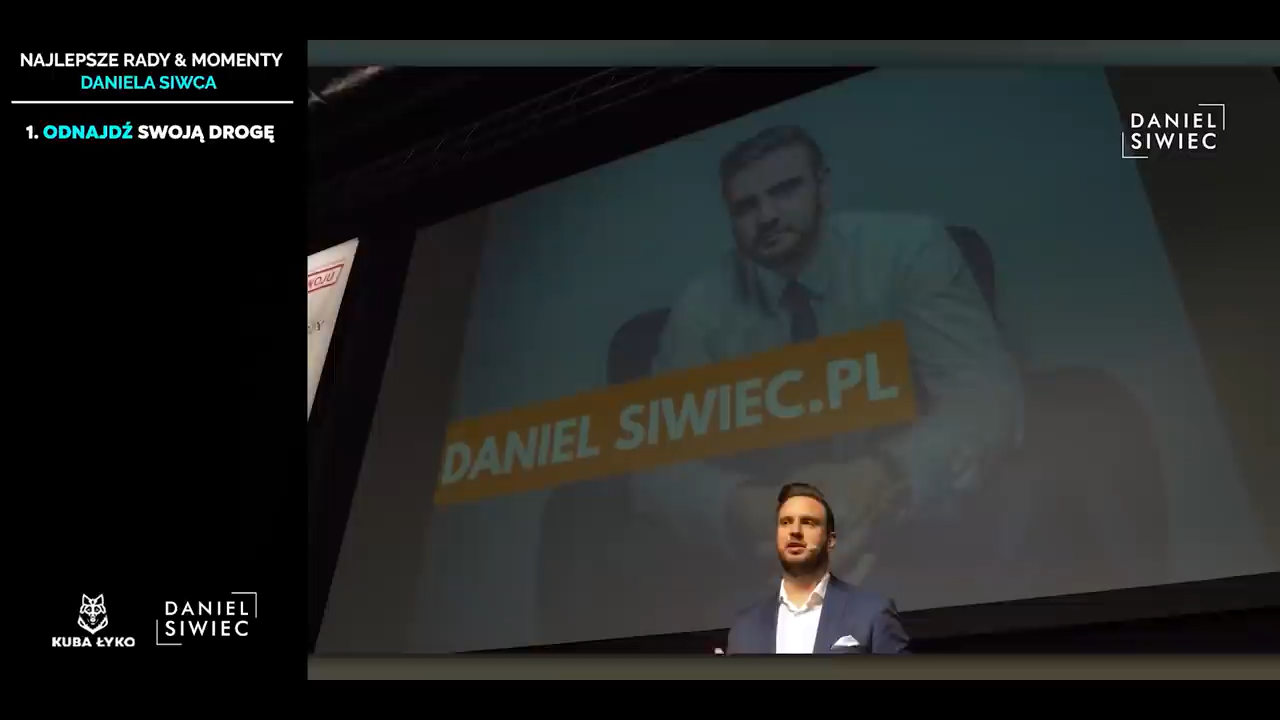 NAJLEPSZE RADY & MOMENTY
DANIELA SIWCA
1. ODNAJDŹ SWOJĄ DROGĘ
DANIEL
SIWIEC
DANIEL SIWIEC.PL
KUBA ŁYKO
DANIEL
SIWIEC